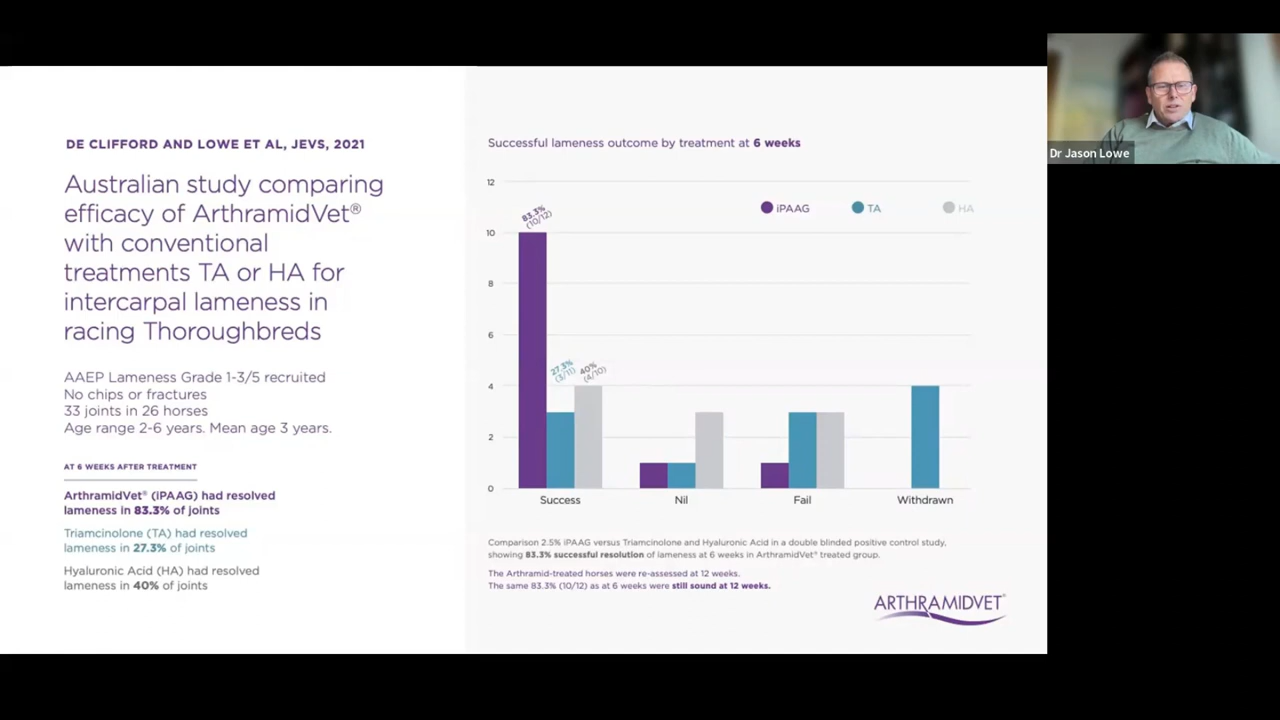 DE CLIFFORD AND LOWE ET AL, JEVS, 2021
Australian study comparing
efficacy of ArthramidVet®
with conventional
treatments TA or HA for
intercarpal lameness in
racing Thoroughbreds
AAEP Lameness Grade 1-3/5 recruited
No chips or fractures
33 joints in 26 horses
Age range 2-6 years. Mean age 3 years.
AT 6 WEEKS AFTER TREATMENT
ArthramidVet® (iPAAG) had resolved
lameness in 83.3% of joints
Triamcinolone (TA) had resolved
lameness in 27.3% of joints
Hyaluronic Acid (HA) had resolved
lameness in 40% of joints
Successful lameness outcome by treatment at 6 weeks
iPAAG
TA
HA
12
10
8
6
4
2
0
83.3%
(10/12)
27.3%
(3/11)
40%
(4/10)
Success
Nil
Fail
Withdrawn
Comparison 2.5% iPAAG versus Triamcinolone and Hyaluronic Acid in a double blinded positive control study,
showing 83.3% successful resolution of lameness at 6 weeks in ArthramidVet® treated group.
The Arthramid-treated horses were re-assessed at 12 weeks.
The same 83.3% (10/12) as at 6 weeks were still sound at 12 weeks.
ARTHRAMIDVET™
Dr Jason Lowe